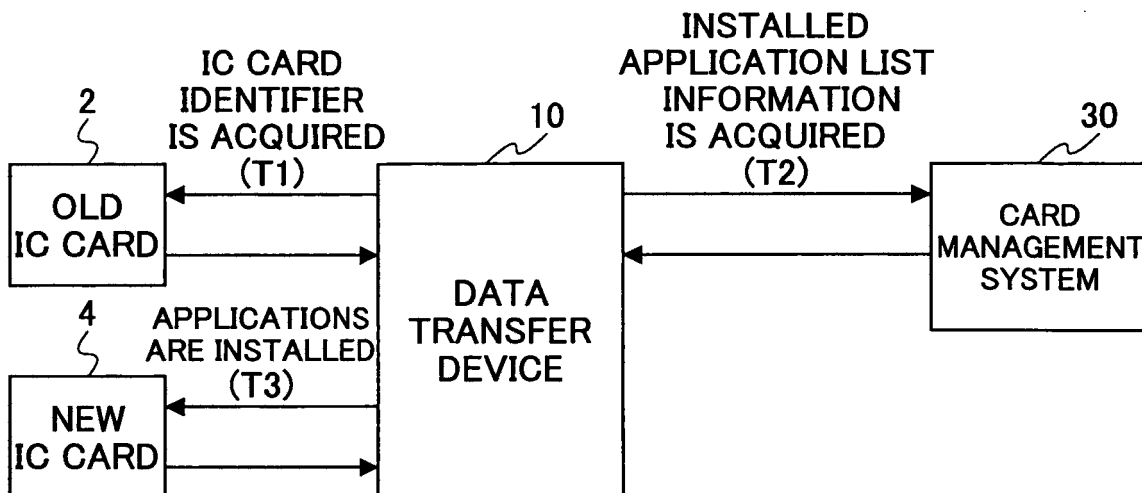 2
OLD
IC CARD
IC CARD
IDENTIFIER
IS ACQUIRED
(T1)
10
DATA
TRANSFER
DEVICE
INSTALLED
APPLICATION LIST
INFORMATION
IS ACQUIRED
(T2)
30
CARD
MANAGEMENT
SYSTEM
4
NEW
IC CARD
APPLICATIONS
ARE INSTALLED
(T3)